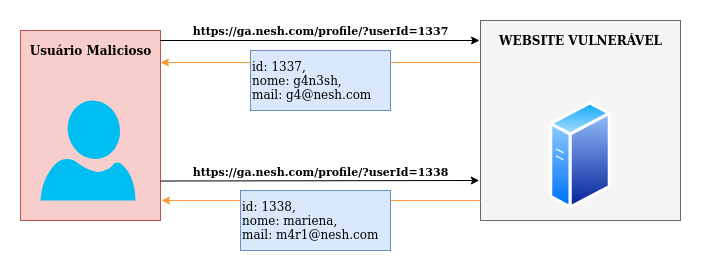 https://ga.nesh.com/profile/?userId=1337
Usuário Malicioso
WEBSITE VULNERÁVEL
id: 1337,
nome: g4n3sh,
mail: g4@nesh.com
https://ga.nesh.com/profile/?userId=1338
id: 1338,
nome: mariena,
mail: m4r1@nesh.com